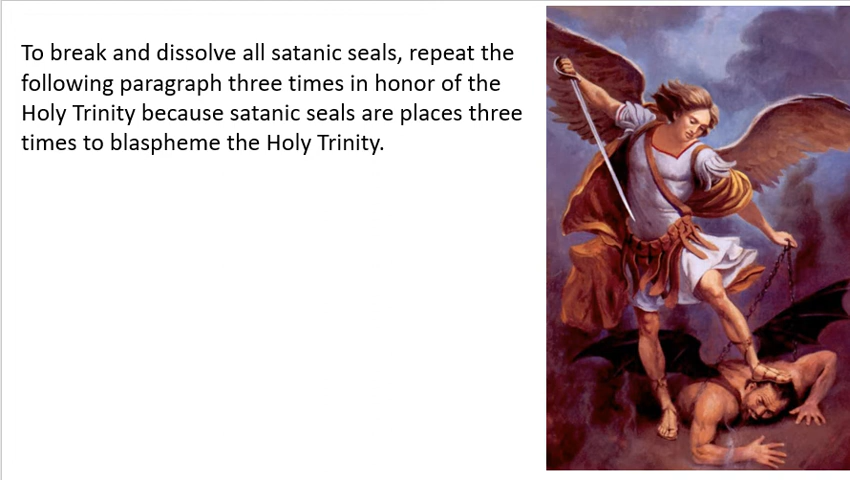 To break and dissolve all satanic seals, repeat the
following paragraph three times in honor of the
Holy Trinity because satanic seals are places three
times to blaspheme the Holy Trinity.